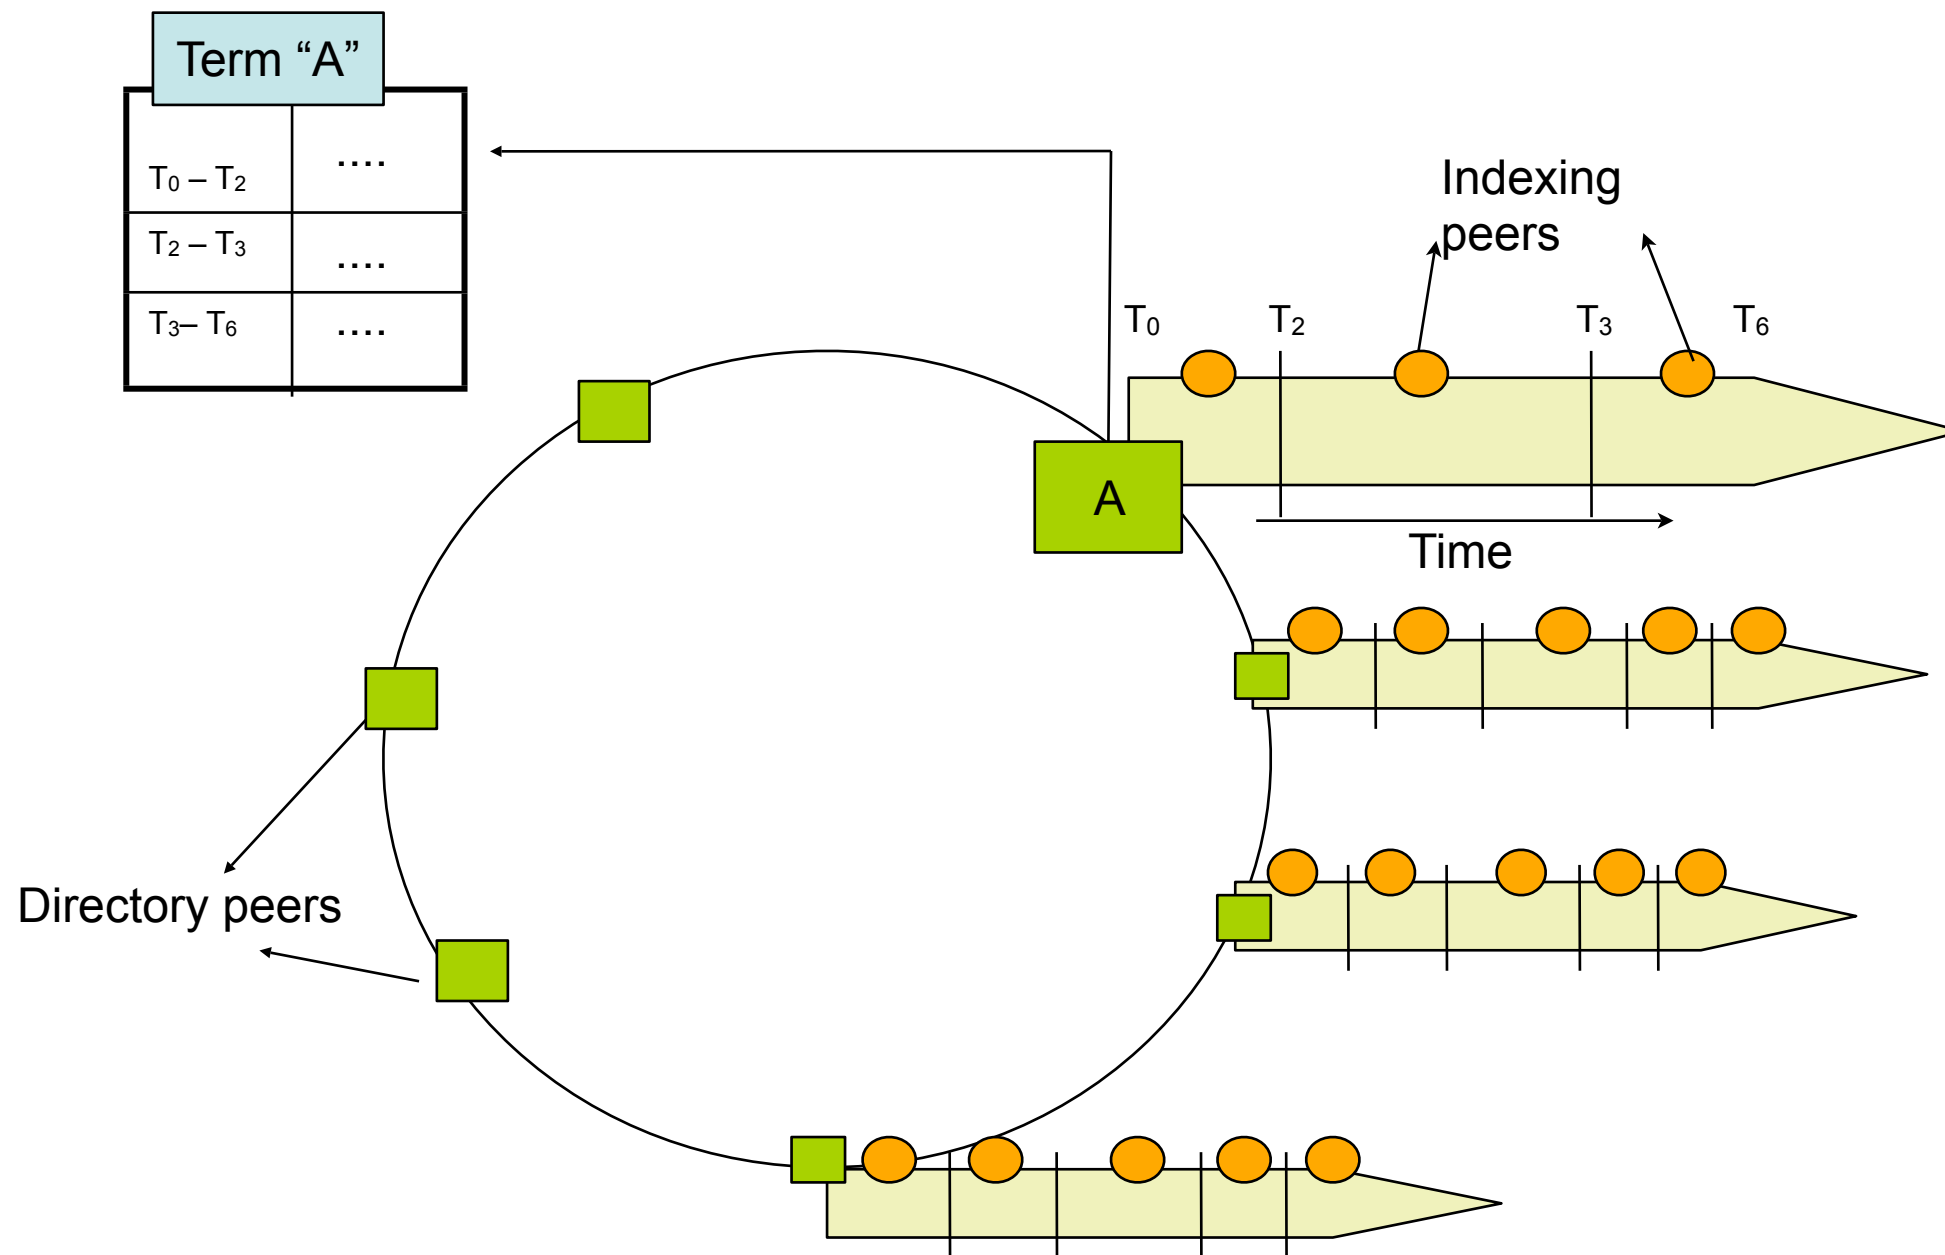 Term “A”
T₀ – T₂ ....
T₂ – T₃ ....
T₃– T₆ ....
Indexing
peers
T₀ T₂ T₃ T₆
A
Time
Directory peers